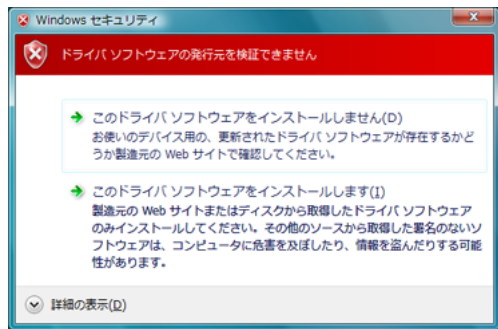 Windows セキュリティ
ドライバ ソフトウェアの発行元を検証できません
このドライバ ソフトウェアをインストールしません(D)
お使いのデバイス用の、更新されたドライバ ソフトウェアが存在するかど
うか製造元の Web サイトで確認してください。
このドライバ ソフトウェアをインストールします(I)
製造元の Web サイトまたはディスクから取得したドライバ ソフトウェア
のみインストールしてください。その他のソースから取得した署名のないソ
フトウェアは、コンピュータに危害を及ぼしたり、情報を盗んだりする可能
性があります。
詳細の表示(D)